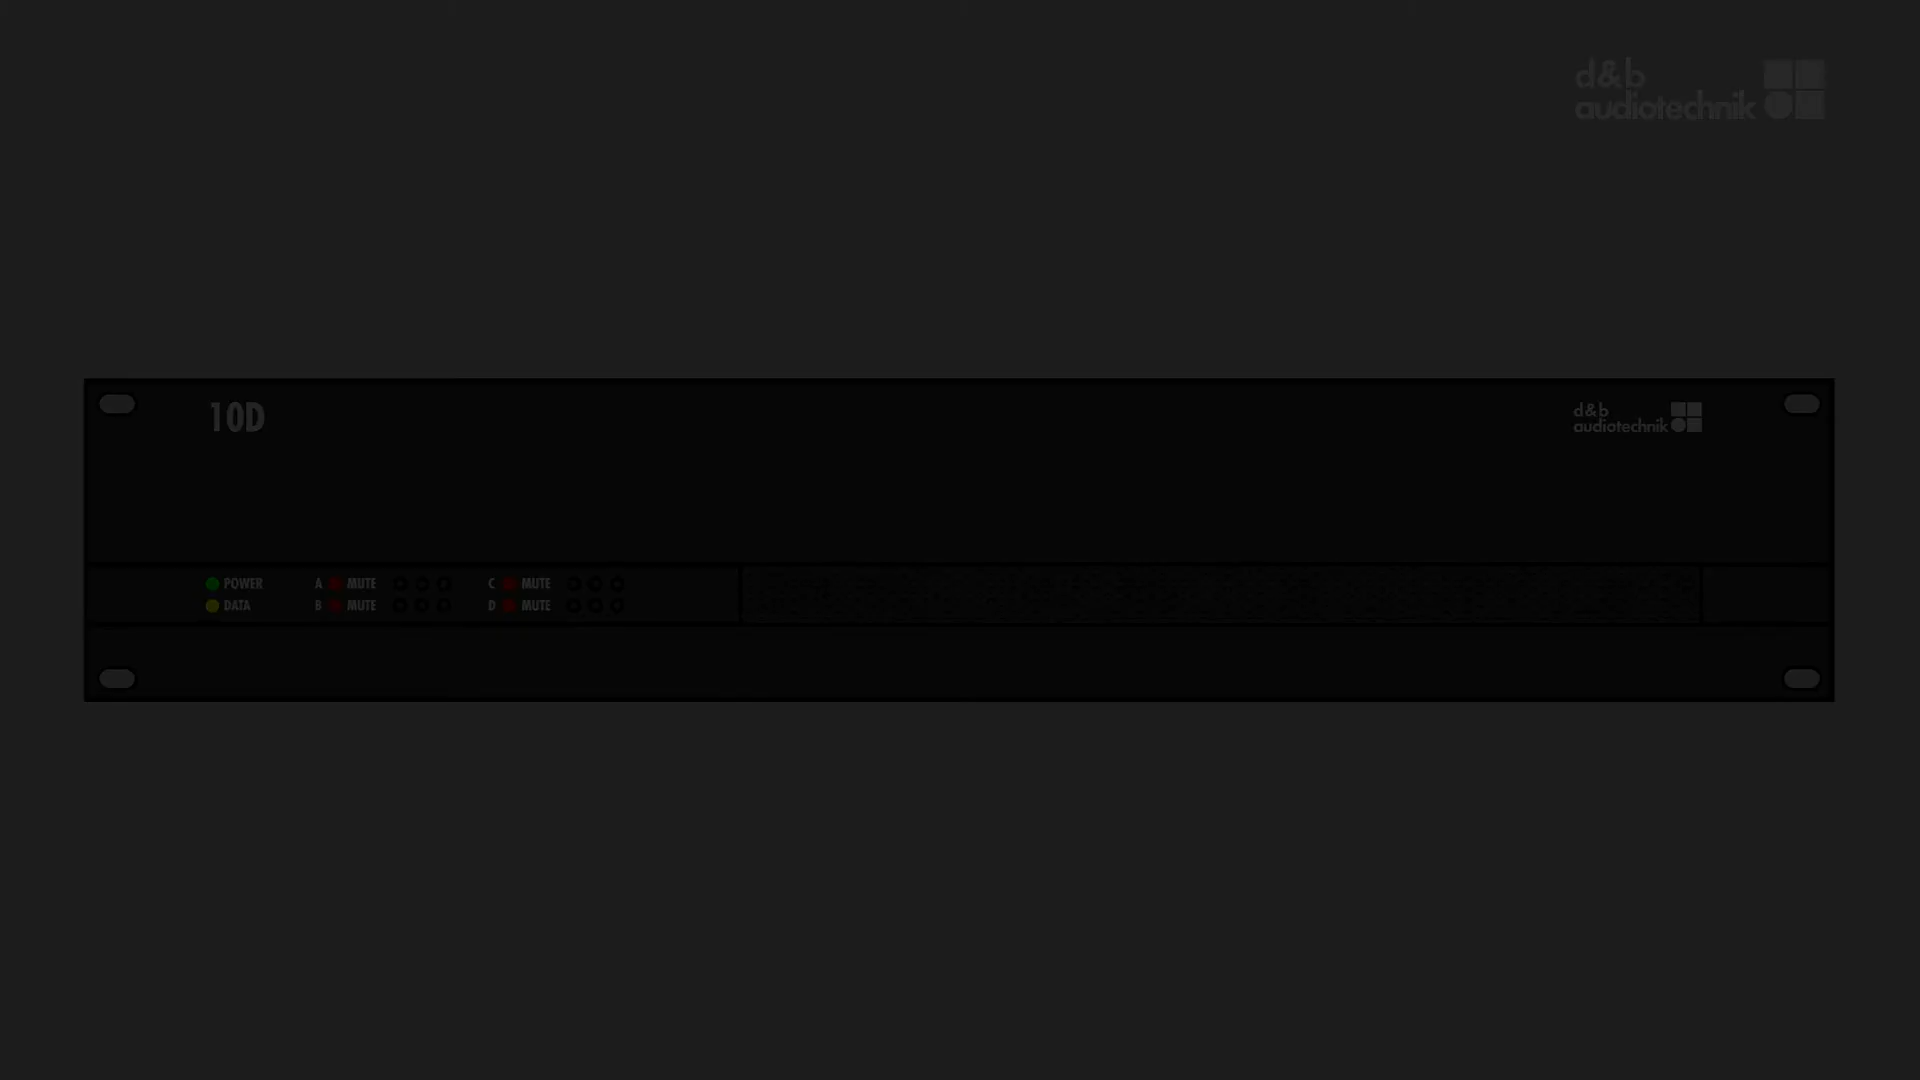 d&b
audiotechnik
10D
d&b
audiotechnik
POWER A MUTE C MUTE
DATA B MUTE D MUTE